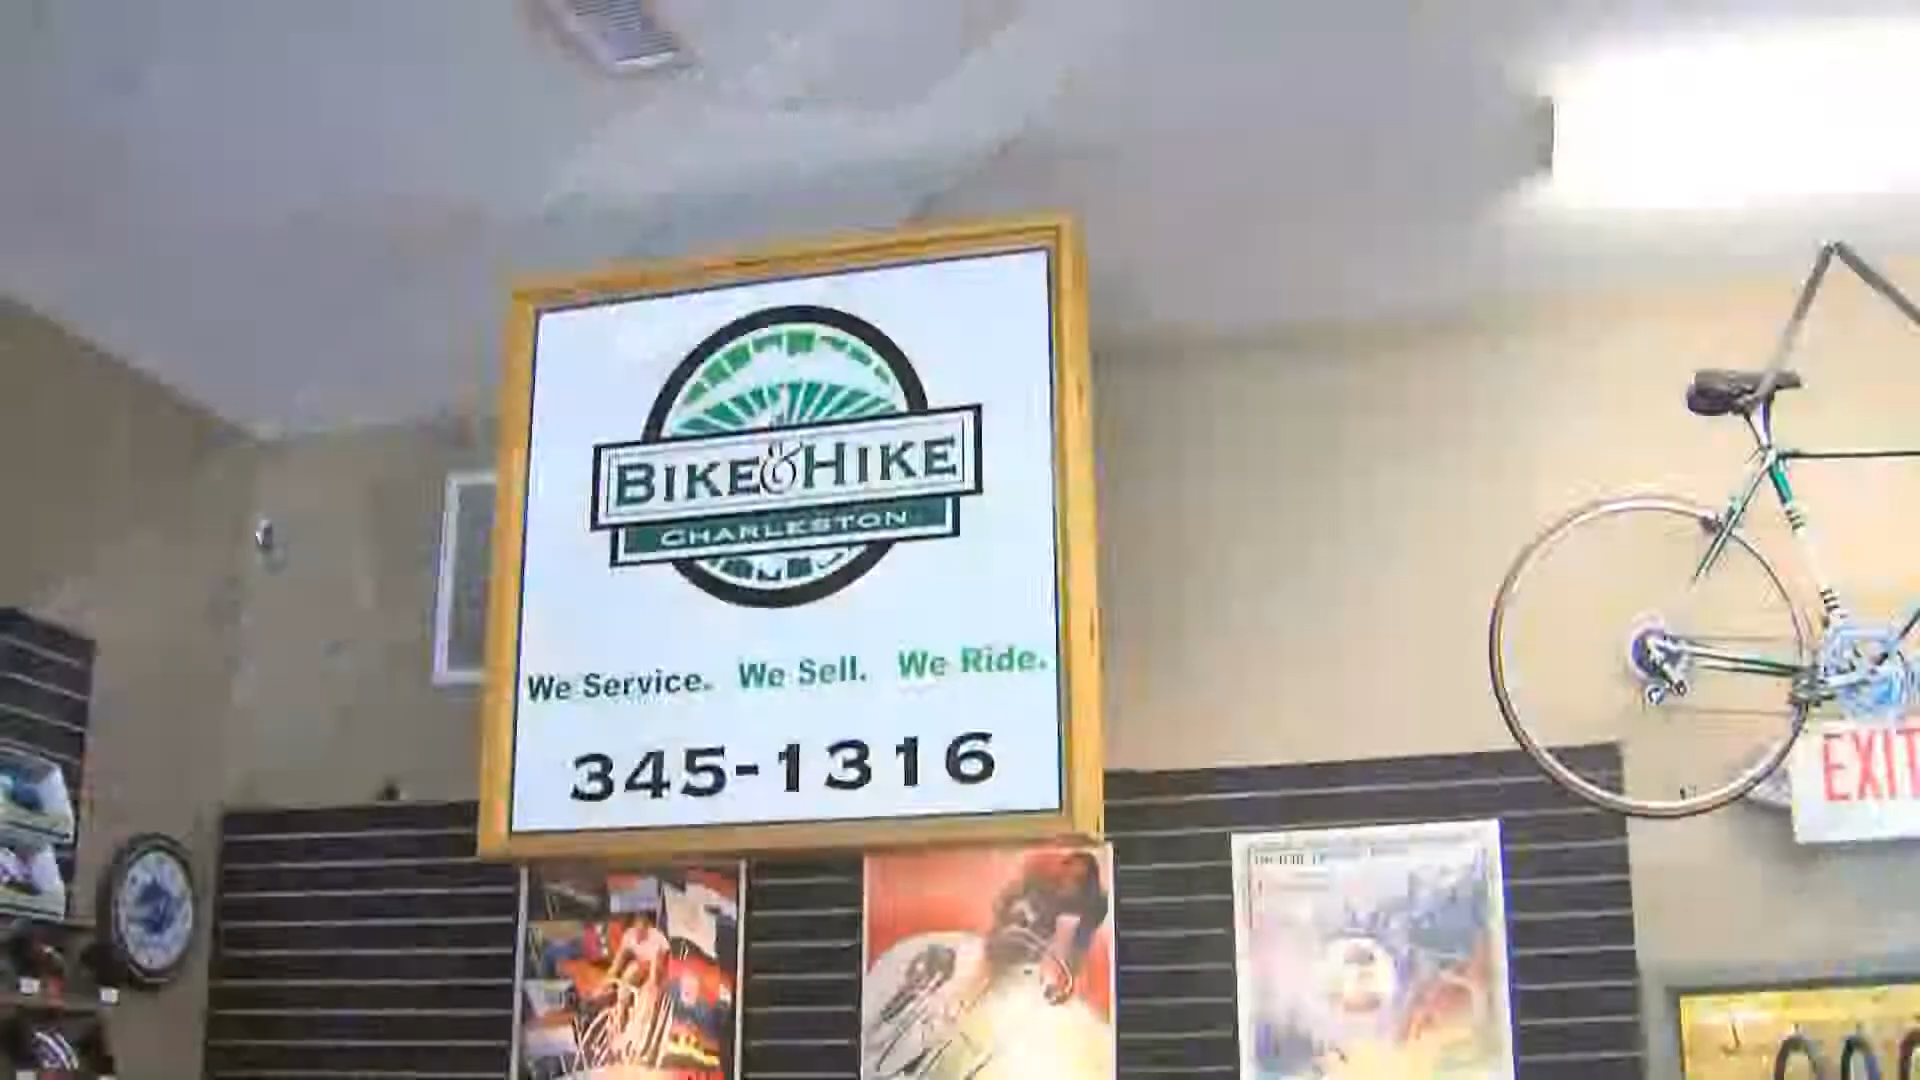 BIKE & HIKE
CHARLESTON
We Service. We Sell. We Ride.
345-1316
EXIT